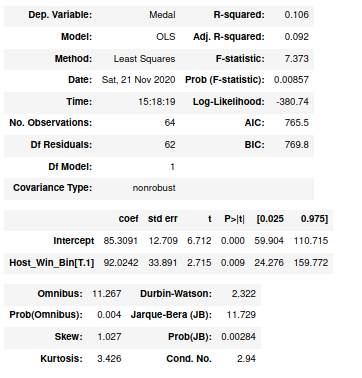 Dep. Variable: Medal R-squared: 0.106
Model: OLS Adj. R-squared: 0.092
Method: Least Squares F-statistic: 7.373
Date: Sat, 21 Nov 2020 Prob (F-statistic): 0.00857
Time: 15:18:19 Log-Likelihood: -380.74
No. Observations: 64 AIC: 765.5
Df Residuals: 62 BIC: 769.8
Df Model: 1
Covariance Type: nonrobust
coef std err t P>|t| [0.025 0.975]
Intercept 85.3091 12.709 6.712 0.000 59.904 110.715
Host_Win_Bin[T.1] 92.0242 33.891 2.715 0.009 24.276 159.772
Omnibus: 11.267 Durbin-Watson: 2.322
Prob(Omnibus): 0.004 Jarque-Bera (JB): 11.729
Skew: 1.027 Prob(JB): 0.00284
Kurtosis: 3.426 Cond. No. 2.94